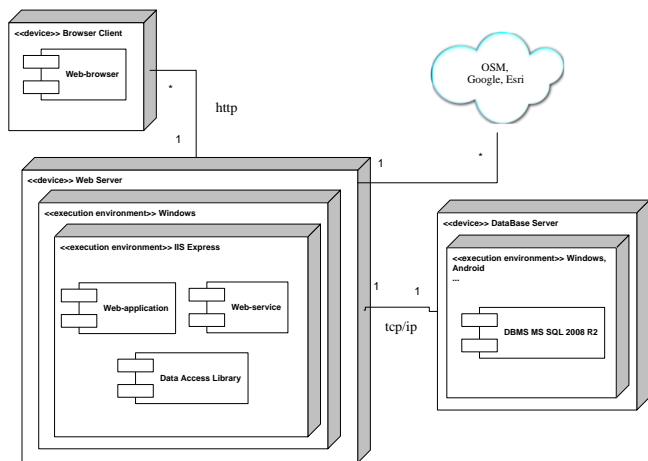 <<device>> Browser Client
Web-browser
*
http
1
OSM,
Google, Esri
1
*
<<device>> Web Server
<<execution environment>> Windows
<<execution environment>> IIS Express
Web-application
Web-service
Data Access Library
1
1
tcp/ip
<<device>> DataBase Server
<<execution environment>> Windows,
Android
...
DBMS MS SQL 2008 R2